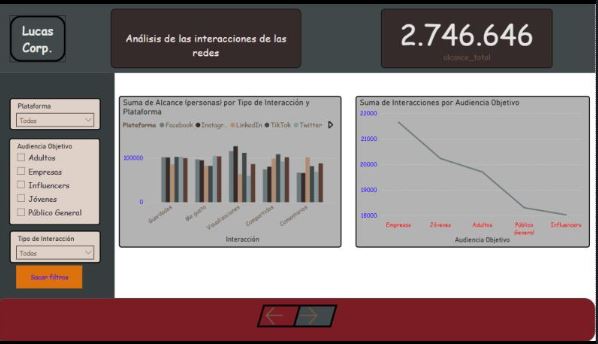 Lucas
Corp.
Análisis de las interacciones de las
redes
2.746.646
alcance_total
Plataforma
Todas
Audiencia Objetivo
Adultos
Empresas
Influencers
Jóvenes
Público General
Tipo de Interacción
Todas
Sacar filtros
Suma de Alcance (personas) por Tipo de Interacción y
Plataforma
Plataforma Facebook Instagr... LinkedIn TikTok Twitter
100000
0
Guardados
Me gusta
Visualizaciones
Compartidos
Comentarios
Interacción
Suma de Interacciones por Audiencia Objetivo
22000
21000
20000
19000
18000
Empresas
Jóvenes
Adultos
Público
General
Influencers
Audiencia Objetivo